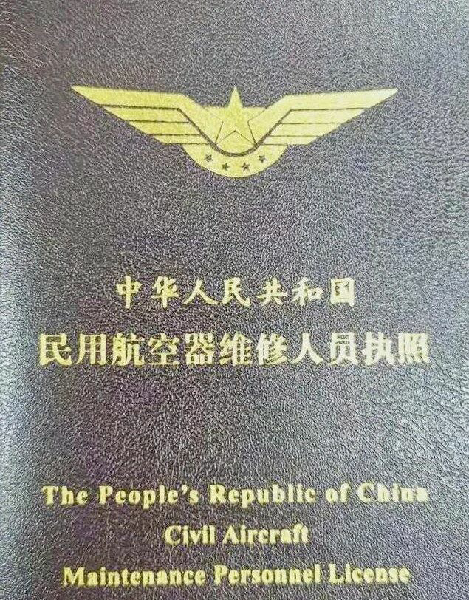 中华人民共和国
民用航空器维修人员执照
The People's Republic of China
Civil Aircraft
Maintenance Personnel License